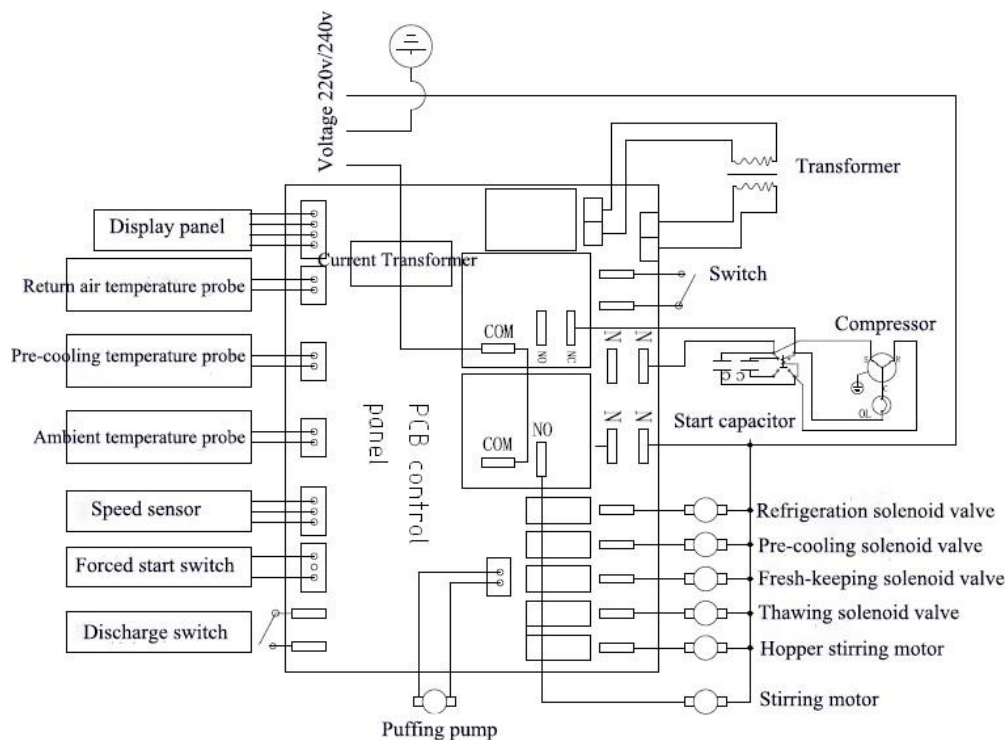 Voltage 220v/240v
Transformer
Display panel
Current Transformer
Return air temperature probe
Switch
COM
NO
NC
N
N
Compressor
S
R
C
OL
Pre-cooling temperature probe
Start capacitor
Ambient temperature probe
PCB control
panel
COM
NO
N
N
Speed sensor
Refrigeration solenoid valve
Pre-cooling solenoid valve
Forced start switch
Fresh-keeping solenoid valve
Thawing solenoid valve
Discharge switch
Hopper stirring motor
Stirring motor
Puffing pump